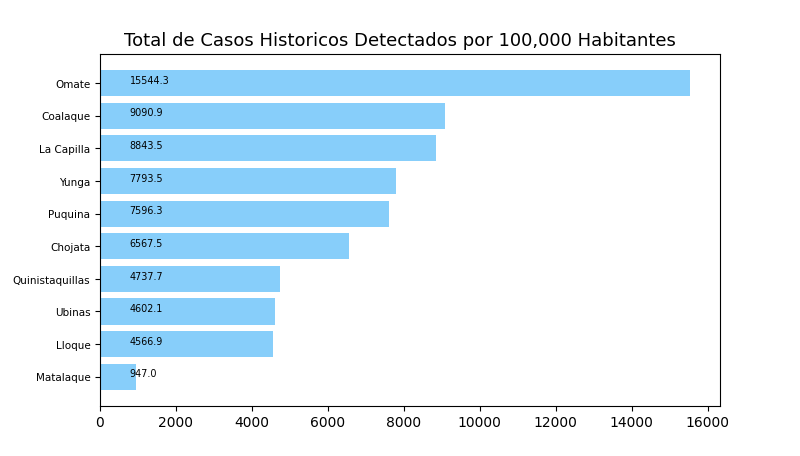 Total de Casos Historicos Detectados por 100,000 Habitantes
Omate 15544.3
Coalaque 9090.9
La Capilla 8843.5
Yunga 7793.5
Puquina 7596.3
Chojata 6567.5
Quinistaquillas 4737.7
Ubinas 4602.1
Lloque 4566.9
Matalaque 947.0
0 2000 4000 6000 8000 10000 12000 14000 16000